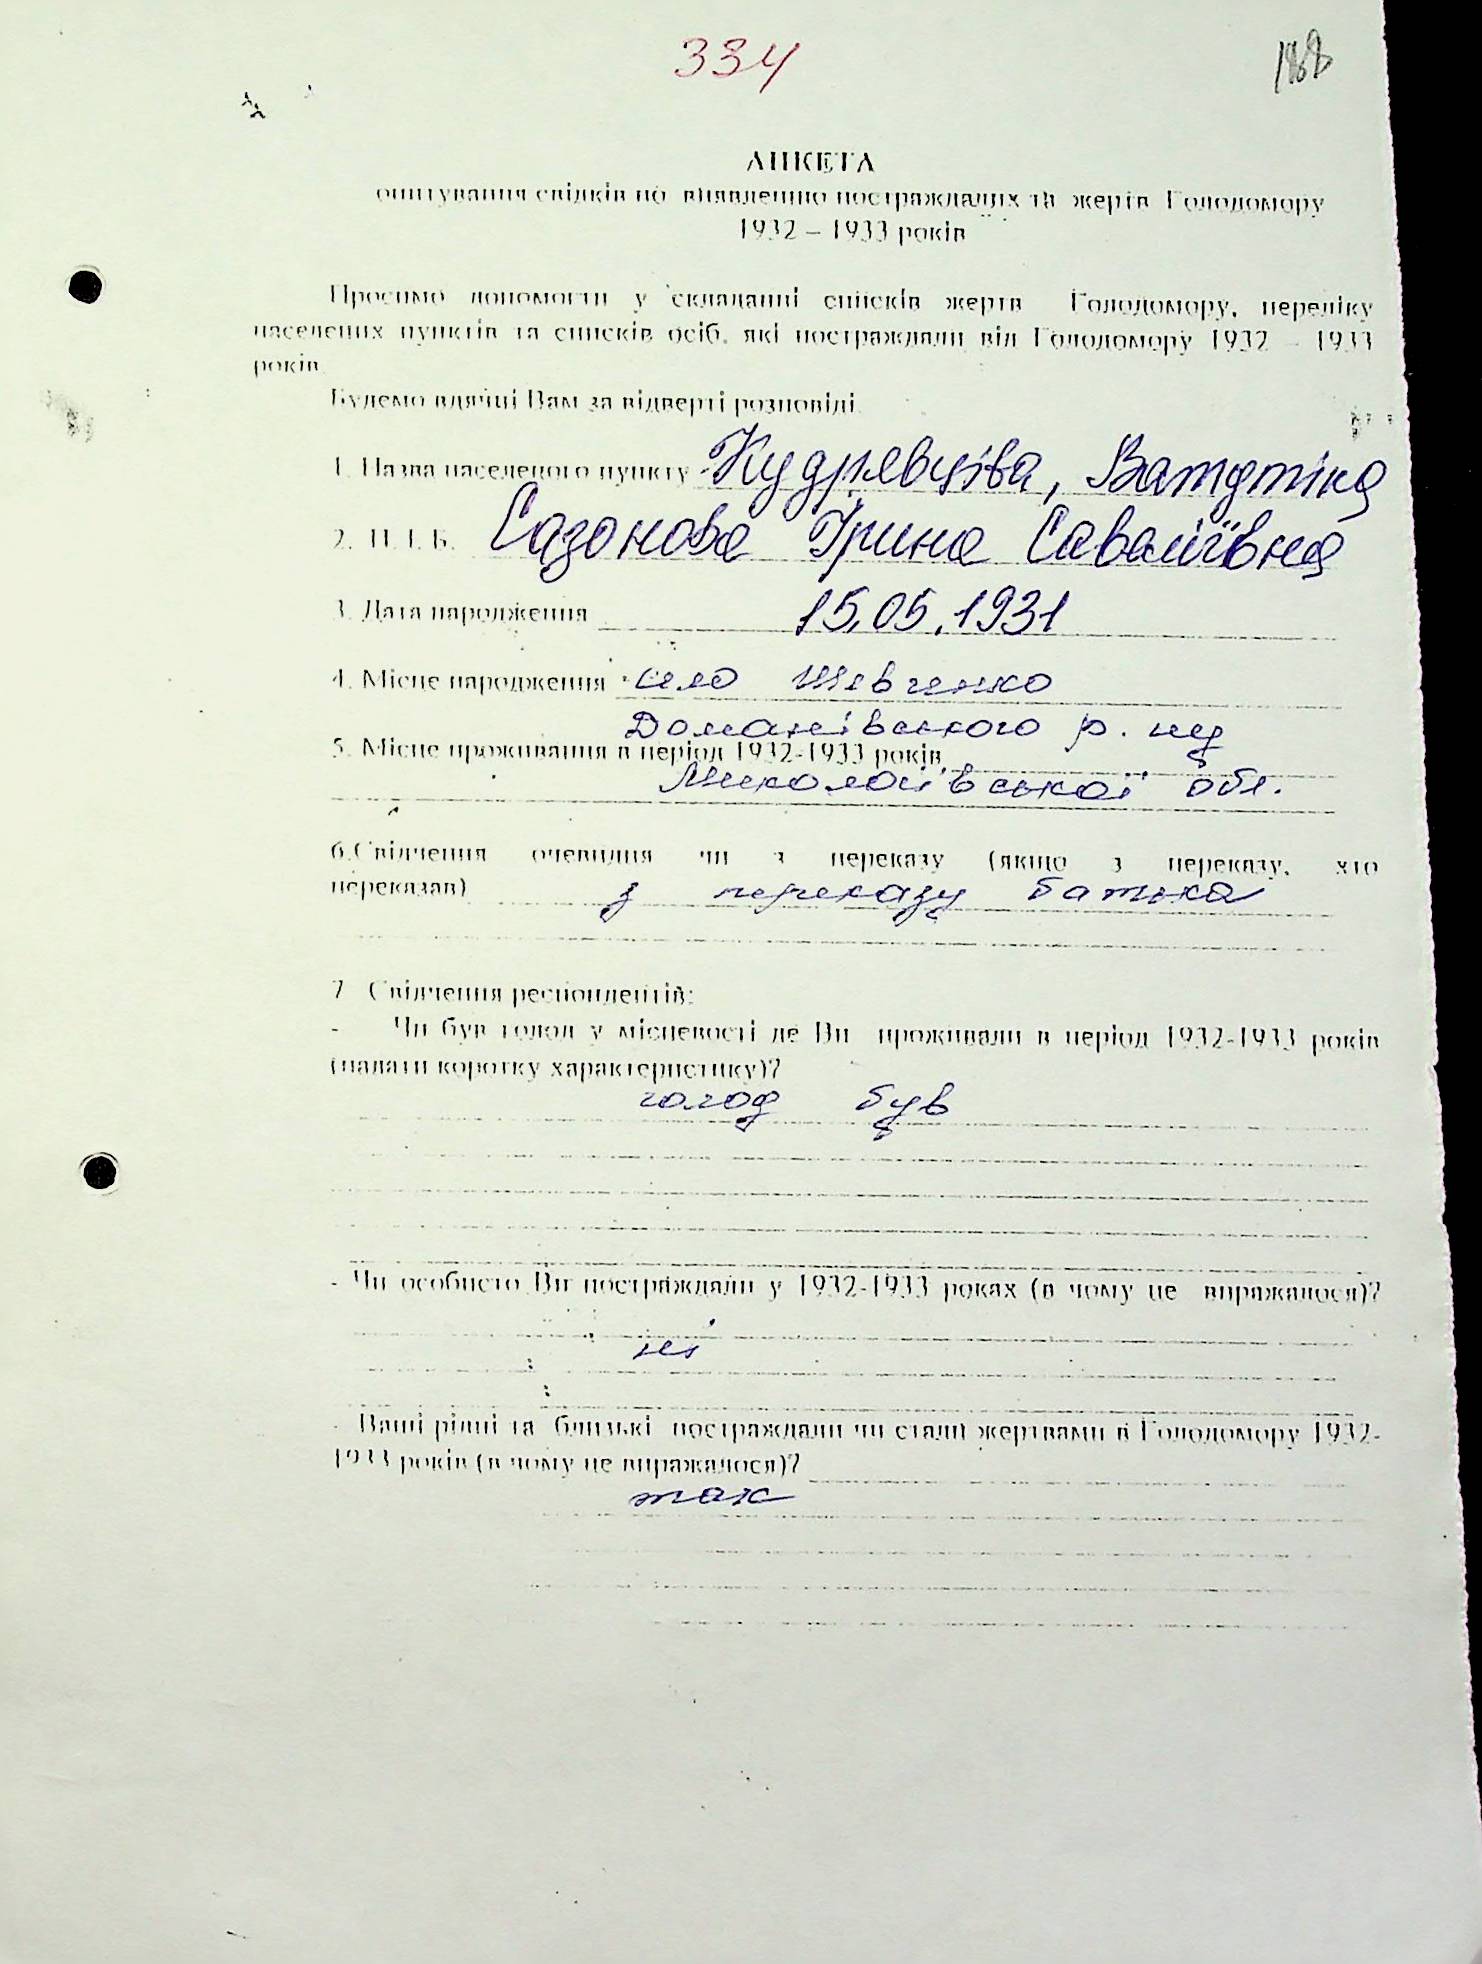 334
168
АНКЕТА
опитування свідків по виявленню постраждалих та жертв Голодомору
1932 – 1933 років
Просимо допомогти у складанні списків жертв Голодомору, переліку
населених пунктів та списків осіб, які постраждали від Голодомору 1932 – 1933
років.
Будемо вдячні Вам за відверті розповіді.
1. Назва населеного пункту Кудрявціва, Ватутіна
2. П.І.Б. Сазонова Ірина
3. Дата народження 15.05.1931
4. Місце народження село Шевченко
Доманівського р. ну
5. Місце проживання в період 1932-1933 років
Миколаївської обл.
6.Свідчення очевидця чи з переказу (якщо з переказу, хто
переказав) з переказу батька
7. Свідчення респондентів:
- Чи був голод у місцевості де Ви проживали в період 1932-1933 років
(надати коротку характеристику)?
голод був
- Чи особисто Ви постраждали у 1932-1933 роках (в чому це виражалося)?
ні
- Ваші рідні та близькі постраждали чи стали жертвами в Голодомору 1932-
1933 років (в чому це виражалося)?
так